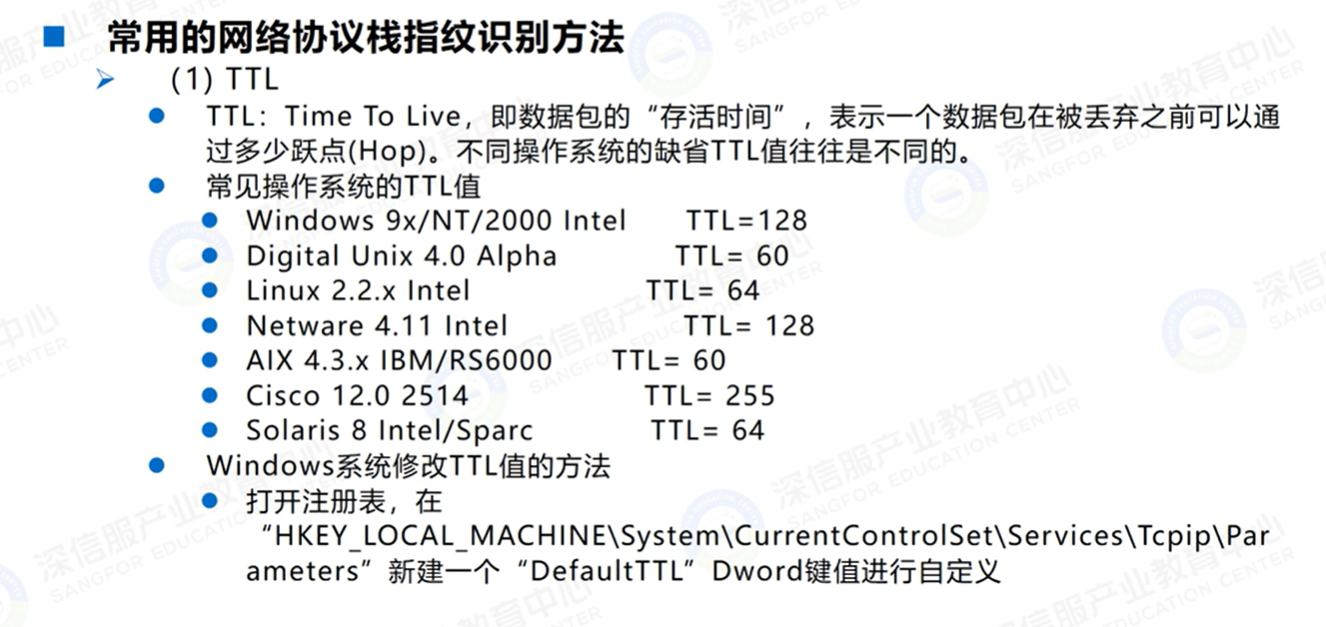 常用的网络协议栈指纹识别方法
(1) TTL
TTL：Time To Live，即数据包的“存活时间”，表示一个数据包在被丢弃之前可以通
过多少跃点(Hop)。不同操作系统的缺省TTL值往往是不同的。
常见操作系统的TTL值
Windows 9x/NT/2000 Intel TTL=128
Digital Unix 4.0 Alpha TTL= 60
Linux 2.2.x Intel TTL= 64
Netware 4.11 Intel TTL= 128
AIX 4.3.x IBM/RS6000 TTL= 60
Cisco 12.0 2514 TTL= 255
Solaris 8 Intel/Sparc TTL= 64
Windows系统修改TTL值的方法
打开注册表，在
“HKEY_LOCAL_MACHINE\System\CurrentControlSet\Services\Tcpip\Par
ameters”新建一个“DefaultTTL”Dword键值进行自定义
深信服产业教育中心
SANGFOR EDUCATION CENTER